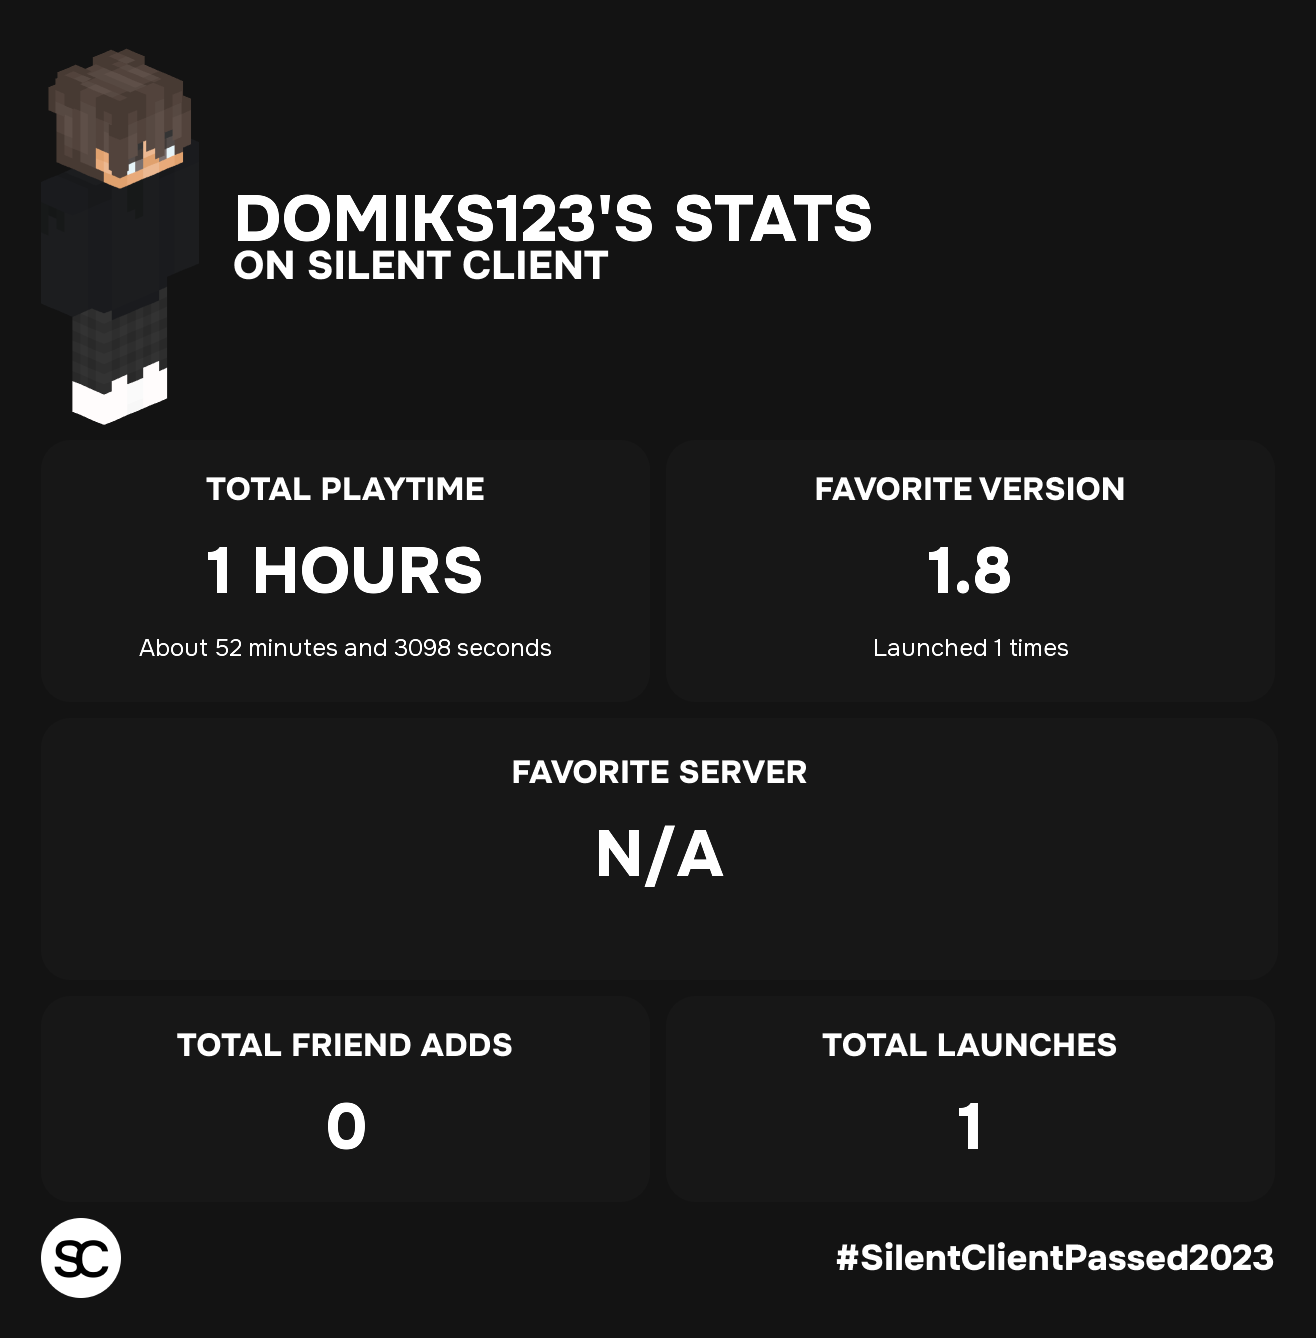 DOMIKS123'S STATS
ON SILENT CLIENT
TOTAL PLAYTIME
1 HOURS
About 52 minutes and 3098 seconds
FAVORITE VERSION
1.8
Launched 1 times
FAVORITE SERVER
N/A
TOTAL FRIEND ADDS
0
TOTAL LAUNCHES
1
SC
#SilentClientPassed2023